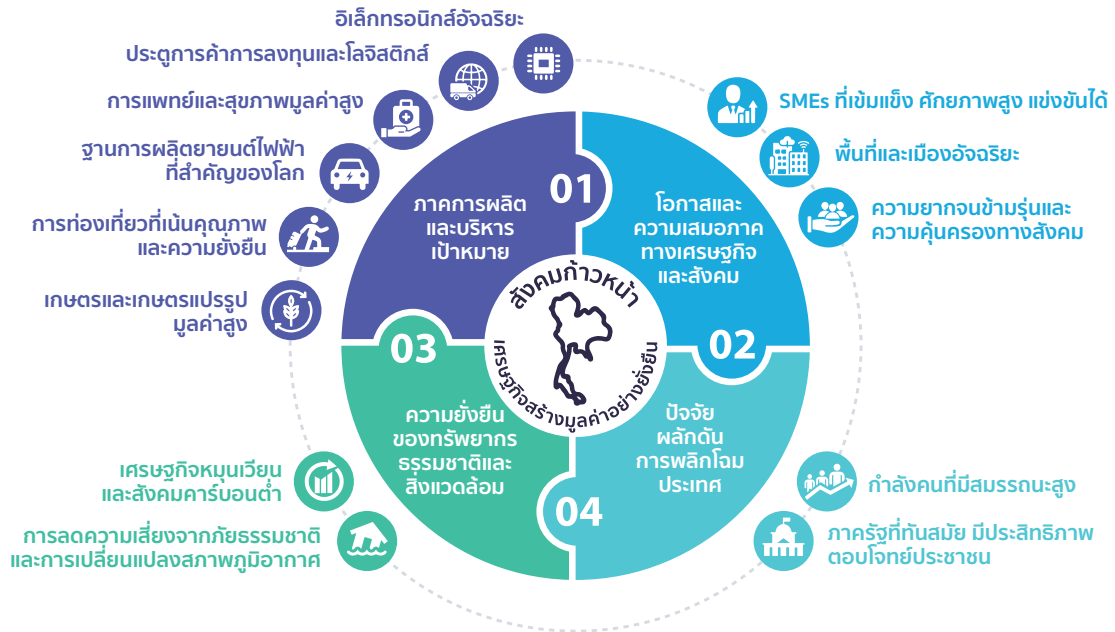 อิเล็กทรอนิกส์อัจฉริยะ
ประตูการค้าการลงทุนและโลจิสติกส์
การแพทย์และสุขภาพมูลค่าสูง
ฐานการผลิตยายนต์ไฟฟ้า
ที่สำคัญของโลก
การท่องเที่ยวที่เน้นคุณภาพ
และความยั่งยืน
เกษตรและเกษตรแปรรูป
มูลค่าสูง
01
ภาคการผลิต
และบริหาร
เป้าหมาย
SMEs ที่เข้มแข็ง ศักยภาพสูง แข่งขันได้
พื้นที่และเมืองอัจฉริยะ
ความยากจนข้ามรุ่นและ
ความคุ้นครองทางสังคม
โอกาสและ
ความเสมอภาค
ทางเศรษฐกิจ
และสังคม
02
สังคมก้าวหน้า
เศรษฐกิจสร้างมูลค่าอย่างยั่งยืน
03
ความยั่งยืน
ของทรัพยากร
ธรรมชาติและ
สิ่งแวดล้อม
เศรษฐกิจหมุนเวียน
และสังคมคาร์บอนต่ำ
การลดความเสี่ยงจากภัยธรรมชาติ
และการเปลี่ยนแปลงสภาพภูมิอากาศ
ปัจจัย
ผลักดัน
การพลิกโฉม
ประเทศ
04
กำลังคนที่มีสมรรถนะสูง
ภาครัฐที่ทันสมัย มีประสิทธิภาพ
ตอบโจทย์ประชาชน